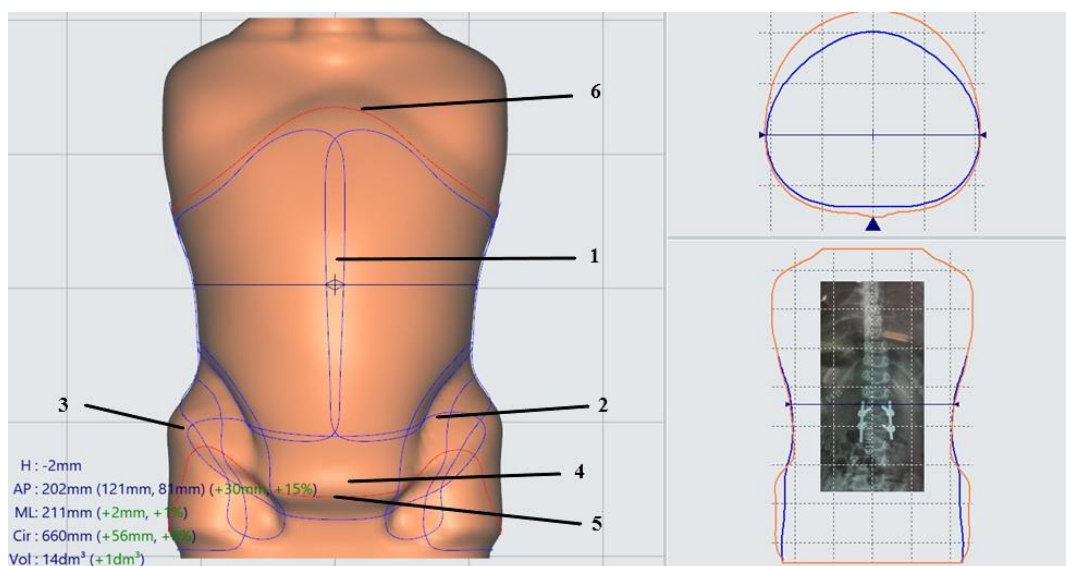 6
1
2
3
4
5
H : -2mm
AP : 202mm (121mm, 81mm) (+30mm, +15%)
ML: 211mm (+2mm, +1%)
Cir: 660mm (+56mm, +8%)
Vol : 14dm³ (+1dm³)